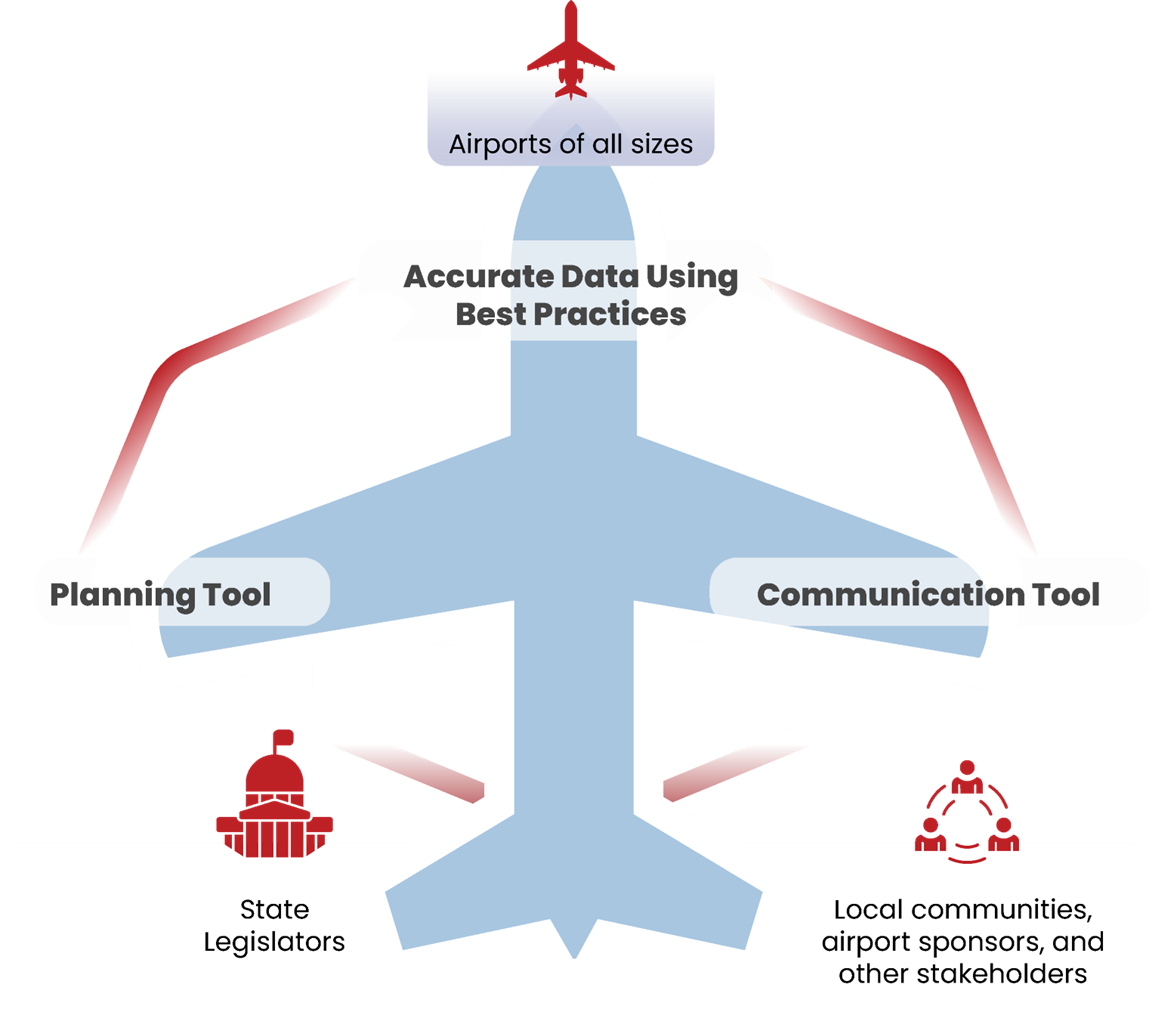 Airports of all sizes
Accurate Data Using
Best Practices
Planning Tool
Communication Tool
State
Legislators
Local communities,
airport sponsors, and
other stakeholders